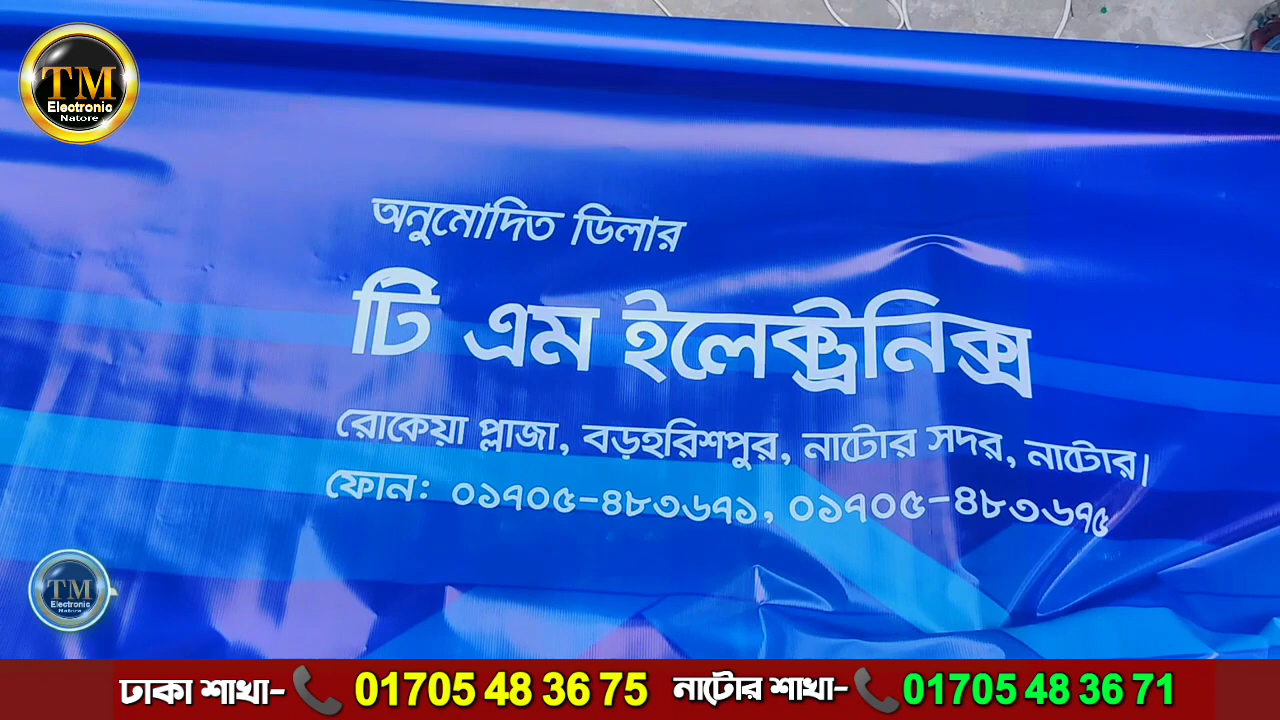 TM
Electronic
Natore
অনুমোদিত ডিলার
টি এম ইলেক্ট্রনিক্স
রোকেয়া প্লাজা, বড়হরিশপুর, নাটোর সদর, নাটোর।
ফোন: ০১৭০৫-৪৮৩৬৭১, ০১৭০৫-৪৮৩৬৭৫
TM
Electronic
Natore
ঢাকা শাখা- 01705 48 36 75 নাটোর শাখা- 01705 48 36 71